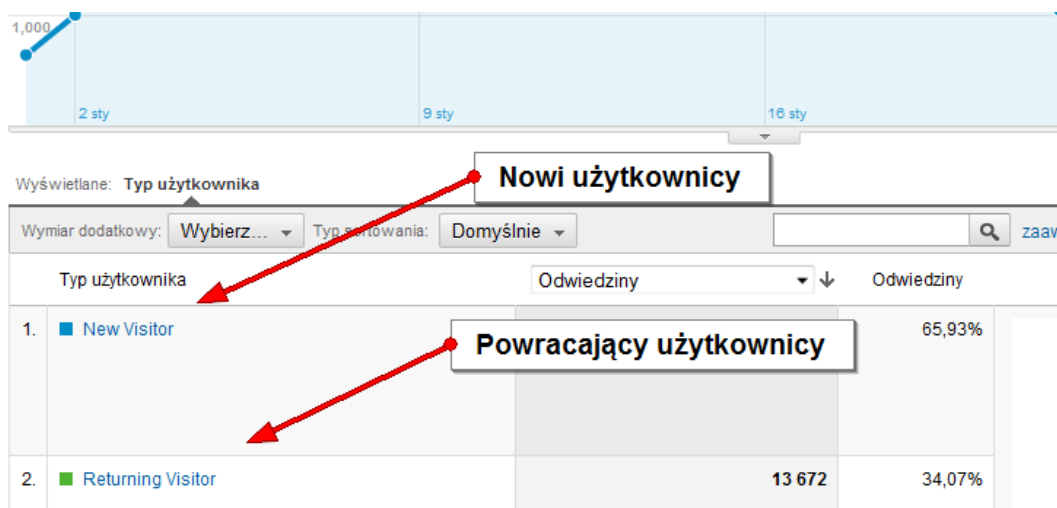 1,000
2 sty 9 sty 16 sty
Nowi użytkownicy
Wyświetlane: Typ użytkownika
Wymiar dodatkowy: Wybierz... Typ sortowania: Domyślnie zaaw
Typ użytkownika Odwiedziny Odwiedziny
1. New Visitor 65,93%
Powracający użytkownicy
2. Returning Visitor 13 672 34,07%